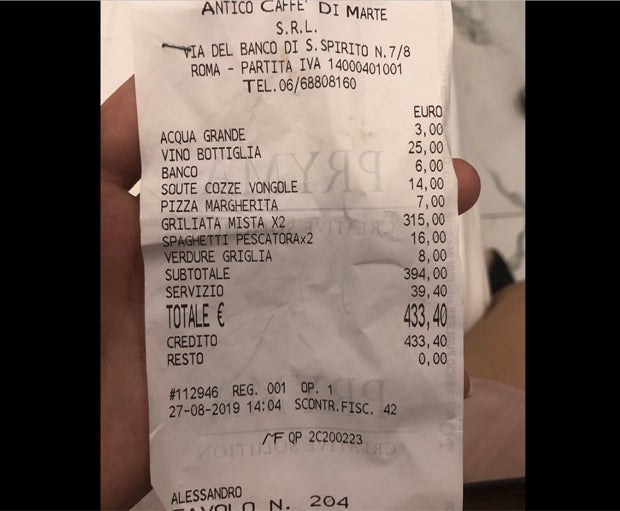 ANTICO CAFFE' DI MARTE
S.R.L.
VIA DEL BANCO DI S.SPIRITO N.7/8
ROMA - PARTITA IVA 14000401001
TEL.06/68808160
EURO
ACQUA GRANDE 3,00
VINO BOTTIGLIA 25,00
BANCO 6,00
SOUTE COZZE VONGOLE 14,00
PIZZA MARGHERITA 7,00
GRILIATA MISTA X2 315,00
SPAGHETTI PESCATORAx2 16,00
VERDURE GRIGLIA 8,00
SUBTOTALE 394,00
SERVIZIO 39,40
TOTALE € 433,40
CREDITO 433,40
RESTO 0,00
#112946 REG. 001 OP. 1
27-08-2019 14:04 SCONTR.FISC. 42
MF QP 2C200223
ALESSANDRO
TAVOLO N. 204